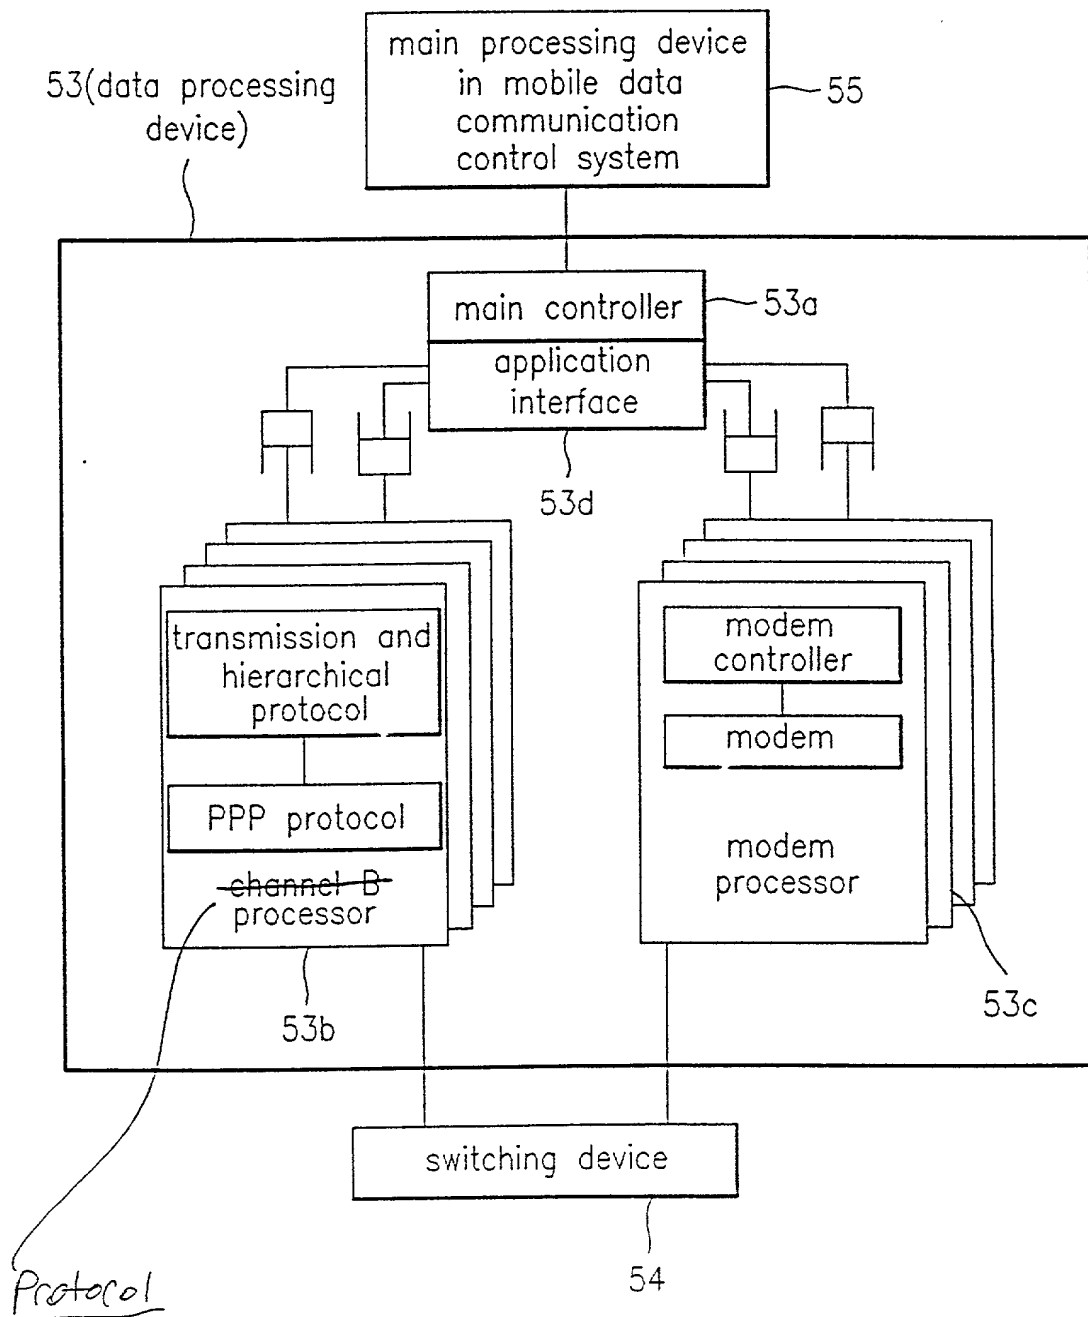 main processing device
in mobile data
communication
control system
55
53(data processing
device)
main controller
53a
application
interface
53d
transmission and
hierarchical
protocol
PPP protocol
channel B
processor
53b
modem
controller
modem
modem
processor
53c
switching device
54
Protocol